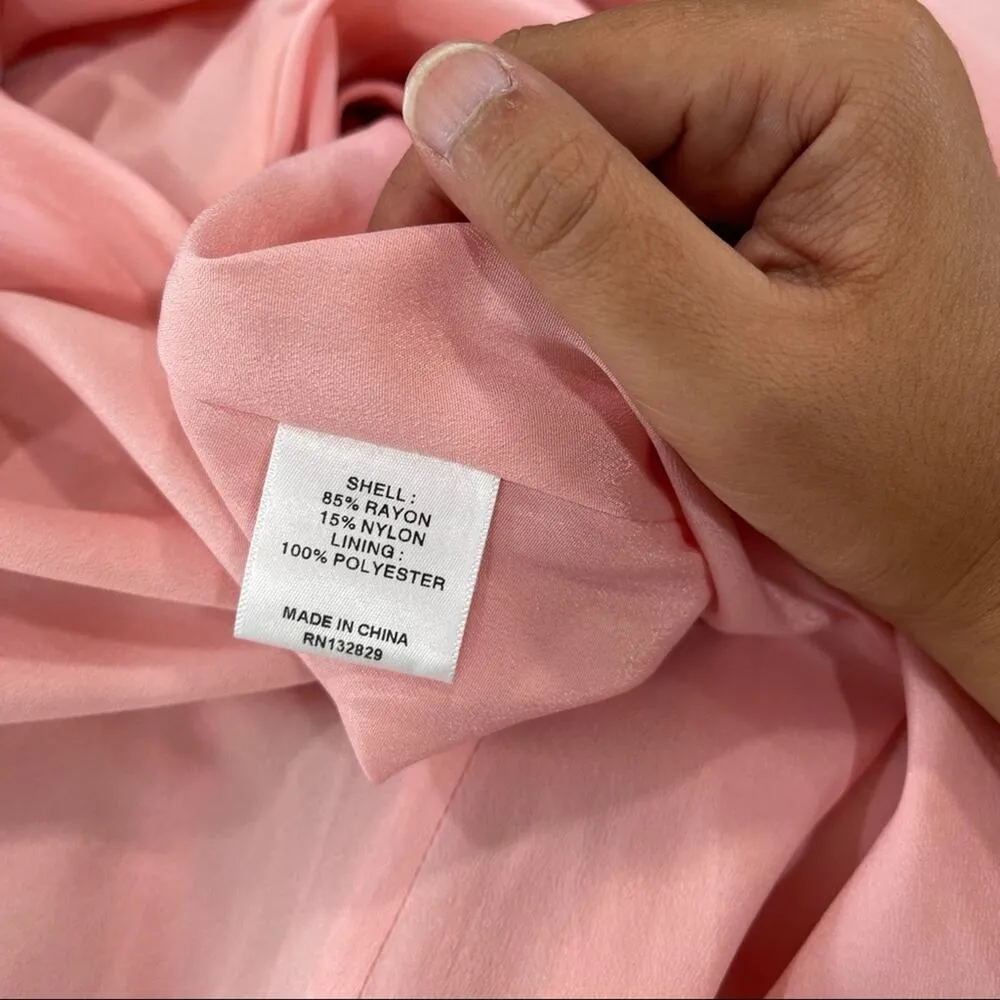 SHELL :
85% RAYON
15% NYLON
LINING :
100% POLYESTER
MADE IN CHINA
RN132829